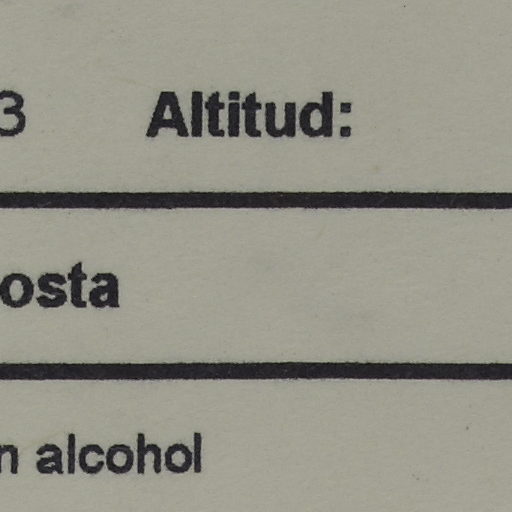 3 Altitud:
osta
n alcohol